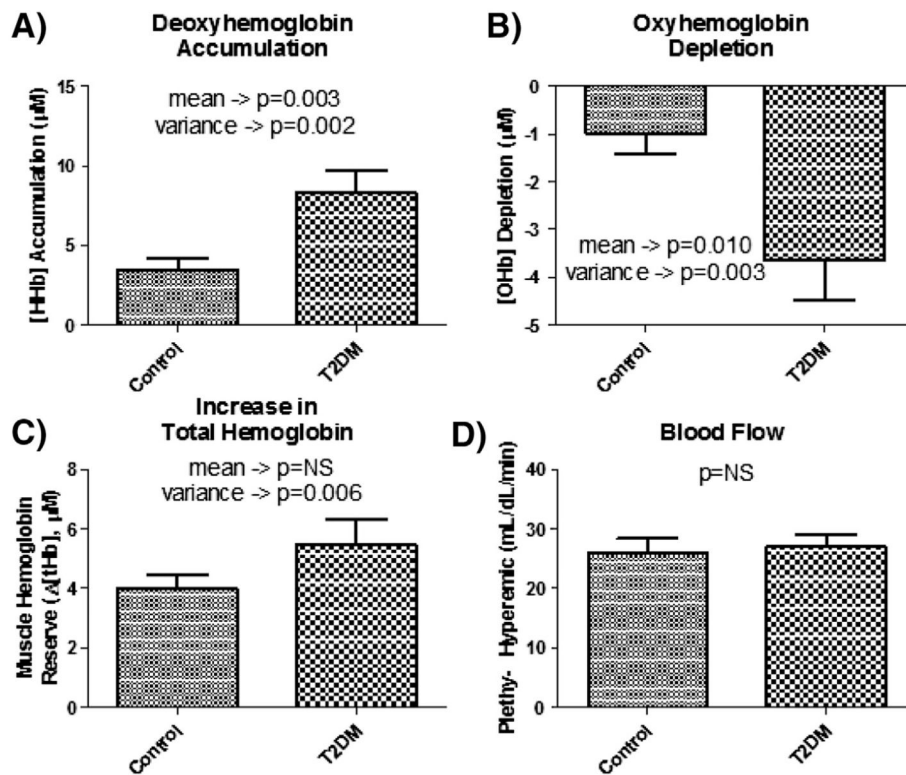 A)
Deoxyhemoglobin
Accumulation
[HHb] Accumulation (µM)
15
10
5
0
mean -> p=0.003
variance -> p=0.002
Control
T2DM
B)
Oxyhemoglobin
Depletion
[OHb] Depletion (µM)
0
-1
-2
-3
-4
-5
mean -> p=0.010
variance -> p=0.003
Control
T2DM
C)
Increase in
Total Hemoglobin
Muscle Hemoglobin
Reserve (Δ[tHb], µM)
8
6
4
2
0
mean -> p=NS
variance -> p=0.006
Control
T2DM
D)
Blood Flow
Plethy- Hyperemic (mL/dL/min)
40
30
20
10
0
p=NS
Control
T2DM